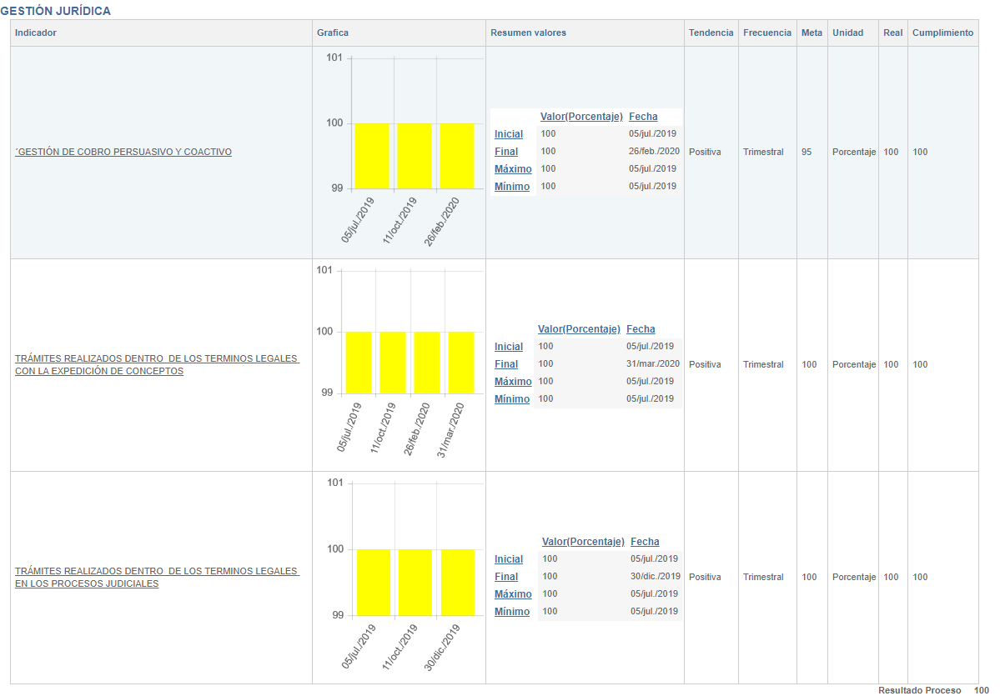 GESTIÓN JURÍDICA
Indicador Grafica Resumen valores Tendencia Frecuencia Meta Unidad Real Cumplimiento
´GESTIÓN DE COBRO PERSUASIVO Y COACTIVO
101
100
99
05/jul./2019 11/oct./2019 26/feb./2020
Valor(Porcentaje) Fecha
Inicial 100 05/jul./2019
Final 100 26/feb./2020
Máximo 100 05/jul./2019
Mínimo 100 05/jul./2019
Positiva Trimestral 95 Porcentaje 100 100
TRÁMITES REALIZADOS DENTRO DE LOS TERMINOS LEGALES
CON LA EXPEDICIÓN DE CONCEPTOS
101
100
99
05/jul./2019 11/oct./2019 26/feb./2020 31/mar./2020
Valor(Porcentaje) Fecha
Inicial 100 05/jul./2019
Final 100 31/mar./2020
Máximo 100 05/jul./2019
Mínimo 100 05/jul./2019
Positiva Trimestral 100 Porcentaje 100 100
TRÁMITES REALIZADOS DENTRO DE LOS TERMINOS LEGALES
EN LOS PROCESOS JUDICIALES
101
100
99
05/jul./2019 11/oct./2019 30/dic./2019
Valor(Porcentaje) Fecha
Inicial 100 05/jul./2019
Final 100 30/dic./2019
Máximo 100 05/jul./2019
Mínimo 100 05/jul./2019
Positiva Trimestral 100 Porcentaje 100 100
Resultado Proceso 100